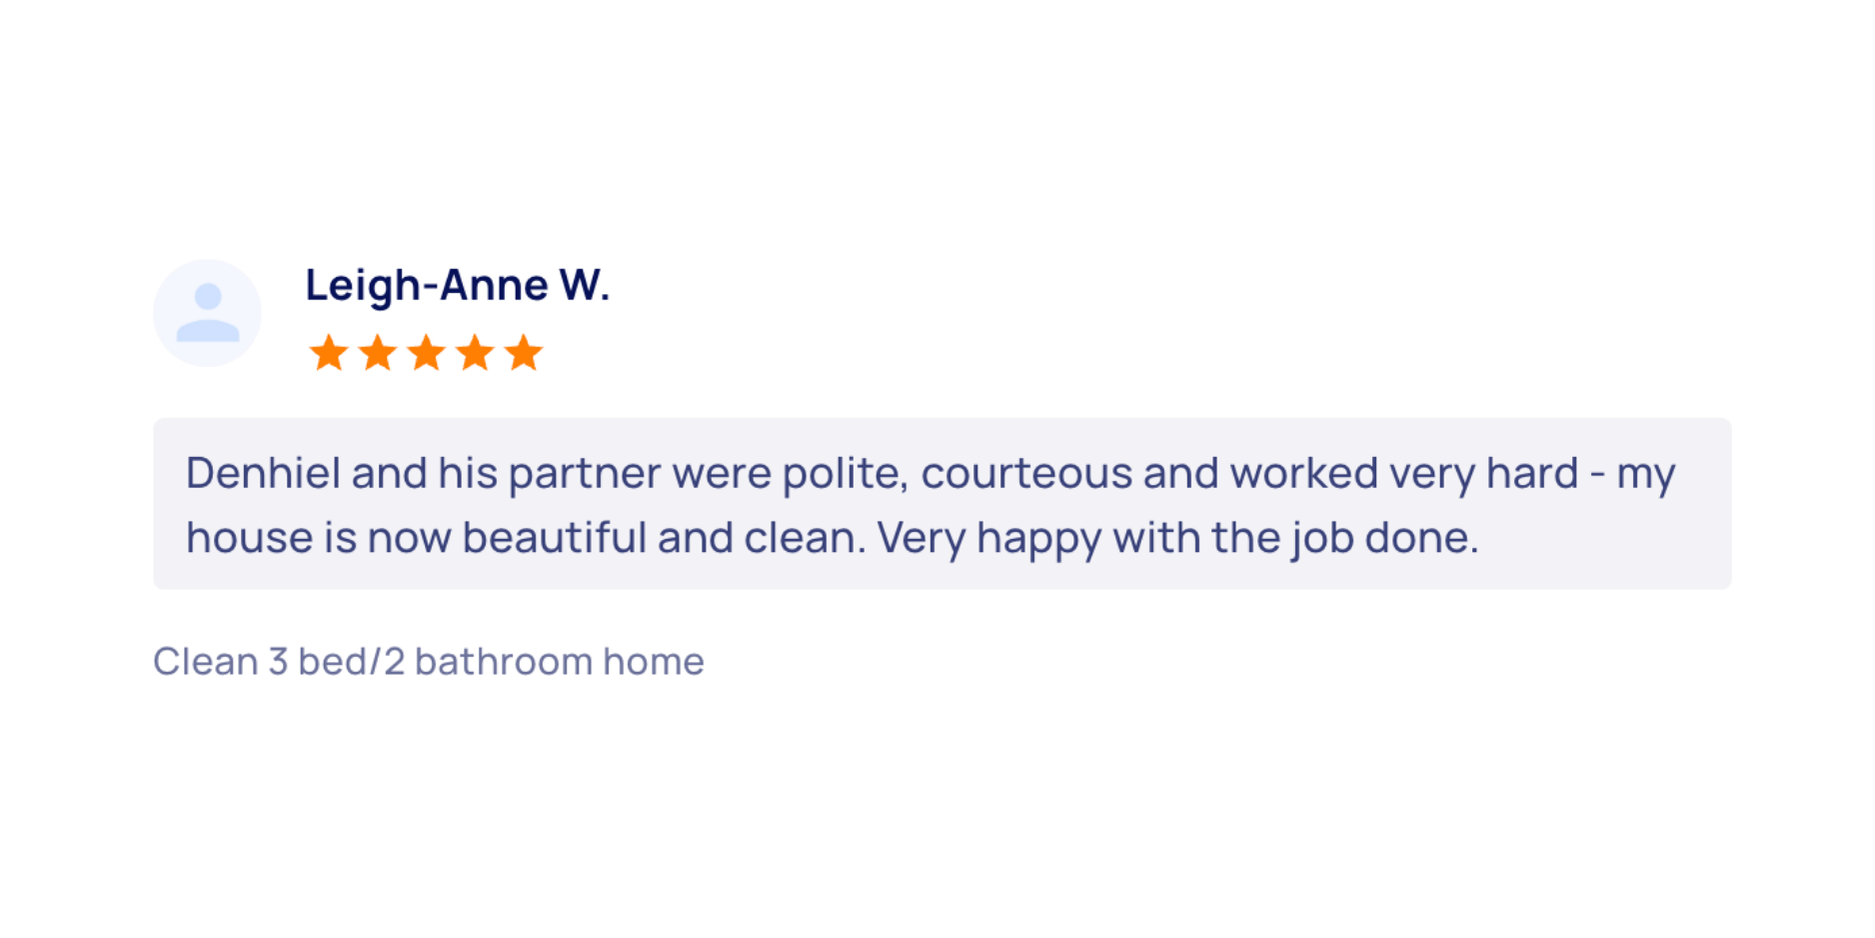 Leigh-Anne W.
Denhiel and his partner were polite, courteous and worked very hard - my
house is now beautiful and clean. Very happy with the job done.
Clean 3 bed/2 bathroom home